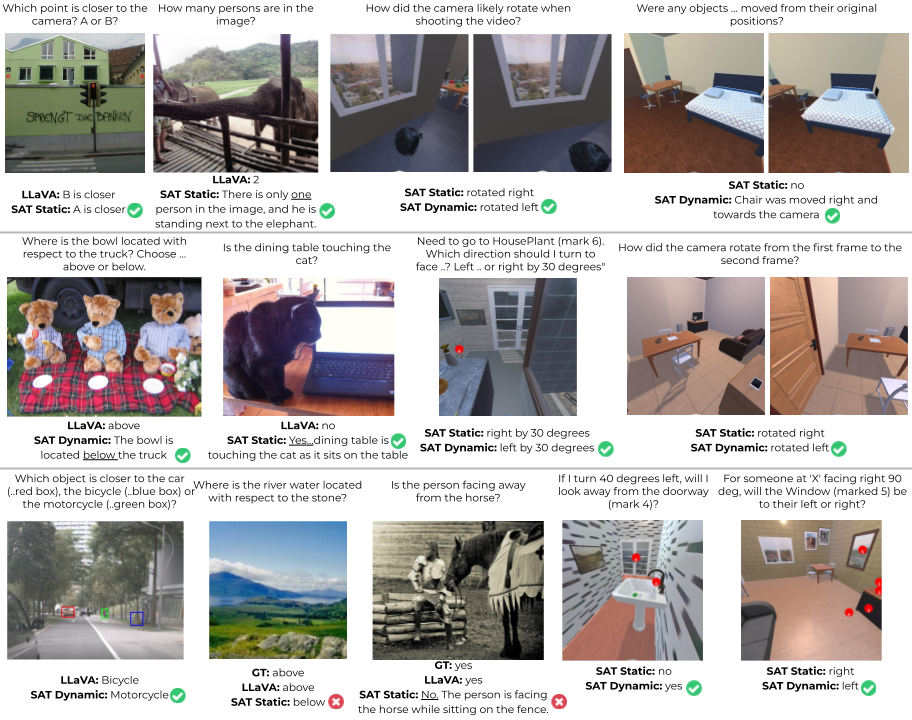 Which point is closer to the
camera? A or B?
SPRENGT DIE BANKEN
LLaVA: B is closer
SAT Static: A is closer
How many persons are in the
image?
LLaVA: 2
SAT Static: There is only one
person in the image, and he is
standing next to the elephant.
How did the camera likely rotate when
shooting the video?
SAT Static: rotated right
SAT Dynamic: rotated left
Were any objects ... moved from their original
positions?
SAT Static: no
SAT Dynamic: Chair was moved right and
towards the camera
Where is the bowl located with
respect to the truck? Choose ...
above or below.
LLaVA: above
SAT Dynamic: The bowl is
located below the truck
Is the dining table touching the
cat?
LLaVA: no
SAT Static: Yes...dining table is
touching the cat as it sits on the table
Need to go to HousePlant (mark 6).
Which direction should I turn to
face ..? Left .. or right by 30 degrees"
SAT Static: right by 30 degrees
SAT Dynamic: left by 30 degrees
How did the camera rotate from the first frame to the
second frame?
SAT Static: rotated right
SAT Dynamic: rotated left
Which object is closer to the car
(..red box), the bicycle (..blue box) or
the motorcycle (..green box)?
LLaVA: Bicycle
SAT Dynamic: Motorcycle
Where is the river water located
with respect to the stone?
GT: above
LLaVA: above
SAT Static: below
Is the person facing away
from the horse?
GT: yes
LLaVA: yes
SAT Static: No. The person is facing
the horse while sitting on the fence.
If I turn 40 degrees left, will I
look away from the doorway
(mark 4)?
SAT Static: no
SAT Dynamic: yes
For someone at 'X' facing right 90
deg, will the Window (marked 5) be
to their left or right?
SAT Static: right
SAT Dynamic: left